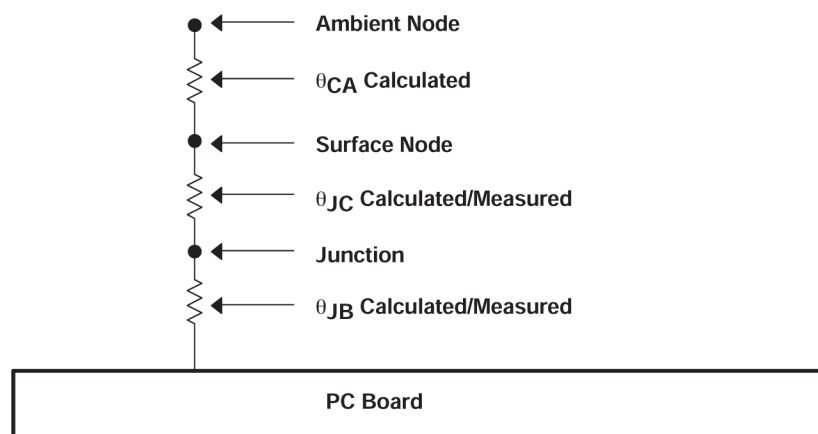 Ambient Node
θCA Calculated
Surface Node
θJC Calculated/Measured
Junction
θJB Calculated/Measured
PC Board